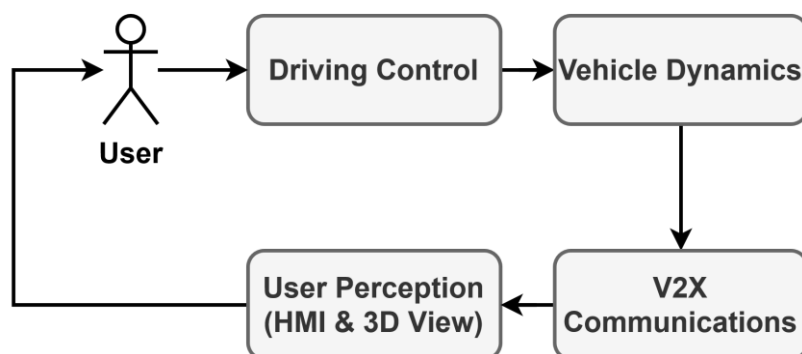 User
Driving Control
Vehicle Dynamics
User Perception
(HMI & 3D View)
V2X
Communications